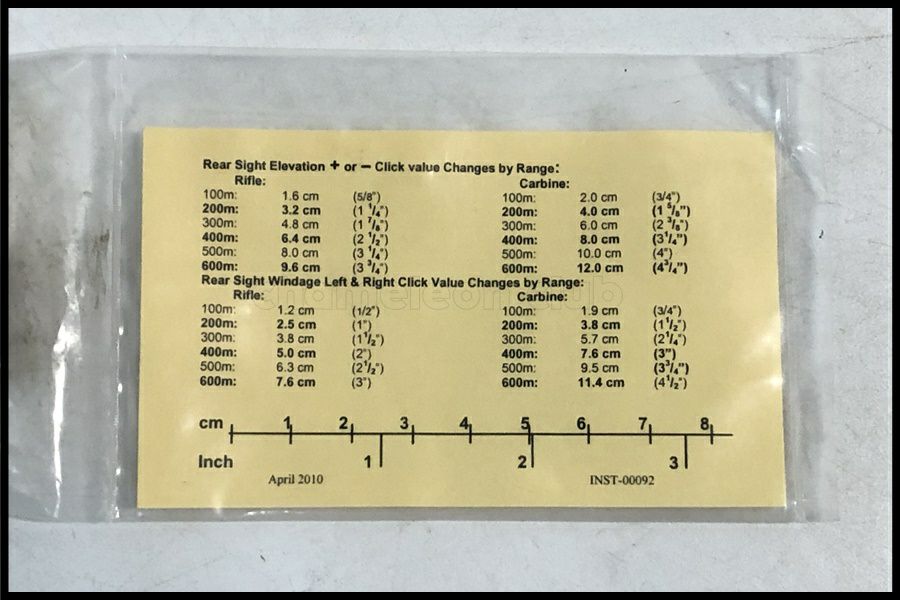 Rear Sight Elevation + or – Click value Changes by Range:
Rifle: Carbine:
100m: 1.6 cm (5/8") 100m: 2.0 cm (3/4")
200m: 3.2 cm (1 1/4") 200m: 4.0 cm (1 5/8")
300m: 4.8 cm (1 7/8") 300m: 6.0 cm (2 3/8")
400m: 6.4 cm (2 1/2") 400m: 8.0 cm (3 1/4")
500m: 8.0 cm (3 1/4") 500m: 10.0 cm (4")
600m: 9.6 cm (3 3/4") 600m: 12.0 cm (4 3/4")
Rear Sight Windage Left & Right Click Value Changes by Range:
Rifle: Carbine:
100m: 1.2 cm (1/2") 100m: 1.9 cm (3/4")
200m: 2.5 cm (1") 200m: 3.8 cm (1 1/2")
300m: 3.8 cm (1 1/2") 300m: 5.7 cm (2 1/4")
400m: 5.0 cm (2") 400m: 7.6 cm (3")
500m: 6.3 cm (2 1/2") 500m: 9.5 cm (3 3/4")
600m: 7.6 cm (3") 600m: 11.4 cm (4 1/2")
cm 1 2 3 4 5 6 7 8
Inch 1 2 3
April 2010 INST-00092